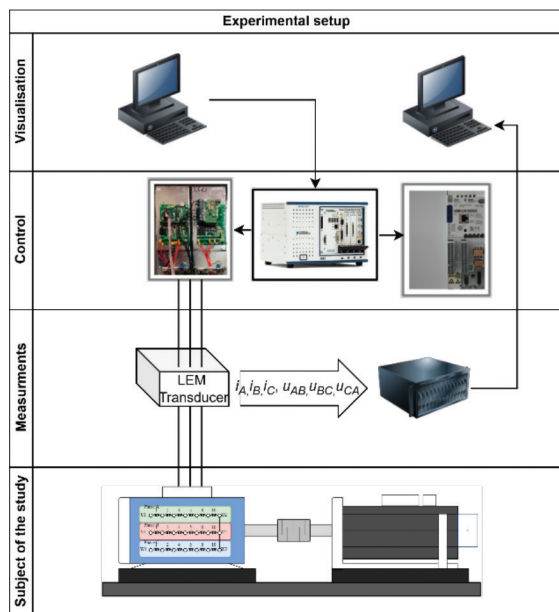 Experimental setup
Visualisation
Control
Measurments
LEM
Transducer
iA,iB,iC, uAB,uBC,uCA
Subject of the study